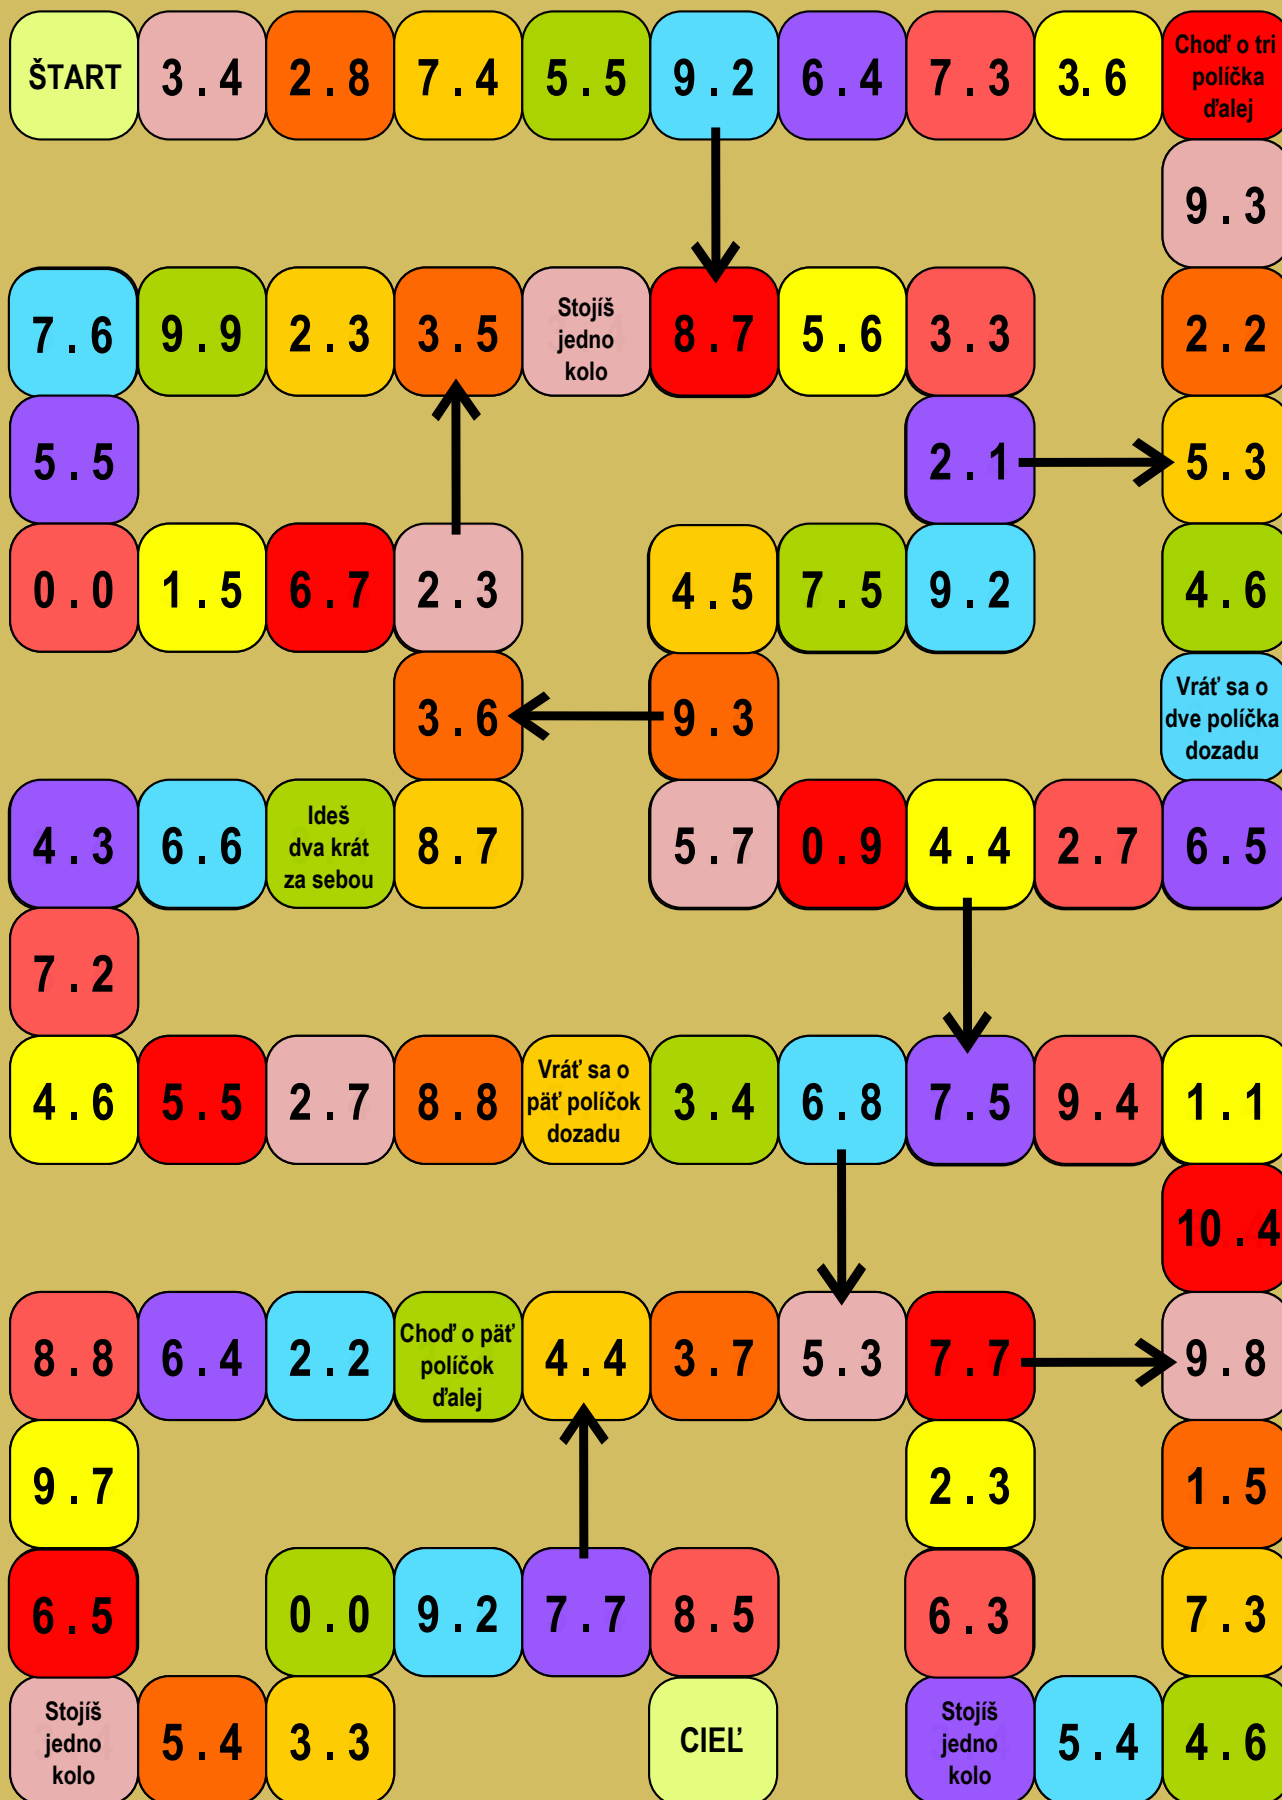 ŠTART 3 . 4 2 . 8 7 . 4 5 . 5 9 . 2 6 . 4 7 . 3 3. 6
Choď o tri
políčka
ďalej
9 . 3
7 . 6 9 . 9 2 . 3 3 . 5
Stojíš
jedno
kolo
8 . 7 5 . 6 3 . 3 2 . 2
5 . 5 2 . 1 5 . 3
0 . 0 1 . 5 6 . 7 2 . 3 4 . 5 7 . 5 9 . 2 4 . 6
3 . 6 9 . 3
Vráť sa o
dve políčka
dozadu
4 . 3 6 . 6
Ideš
dva krát
za sebou
8 . 7 5 . 7 0 . 9 4 . 4 2 . 7 6 . 5
7 . 2
4 . 6 5 . 5 2 . 7 8 . 8
Vráť sa o
päť políčok
dozadu
3 . 4 6 . 8 7 . 5 9 . 4 1 . 1
10 . 4
8 . 8 6 . 4 2 . 2
Choď o päť
políčok
ďalej
4 . 4 3 . 7 5 . 3 7 . 7 9 . 8
9 . 7 2 . 3 1 . 5
6 . 5 0 . 0 9 . 2 7 . 7 8 . 5 6 . 3 7 . 3
Stojíš
jedno
kolo
5 . 4 3 . 3 CIEĽ
Stojíš
jedno
kolo
5 . 4 4 . 6